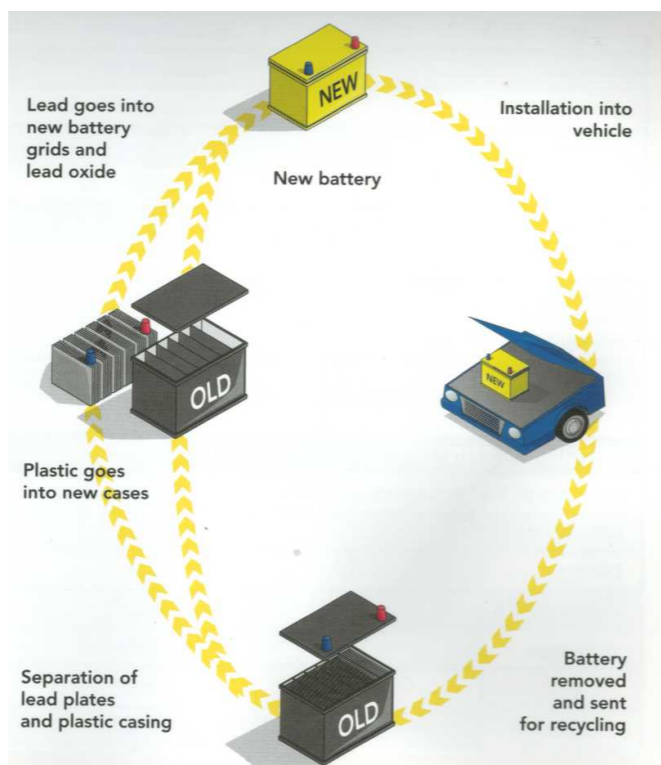 NEW
Lead goes into
new battery
grids and
lead oxide
Installation into
vehicle
New battery
OLD
NEW
Plastic goes
into new cases
Separation of
lead plates
and plastic casing
OLD
Battery
removed
and sent
for recycling